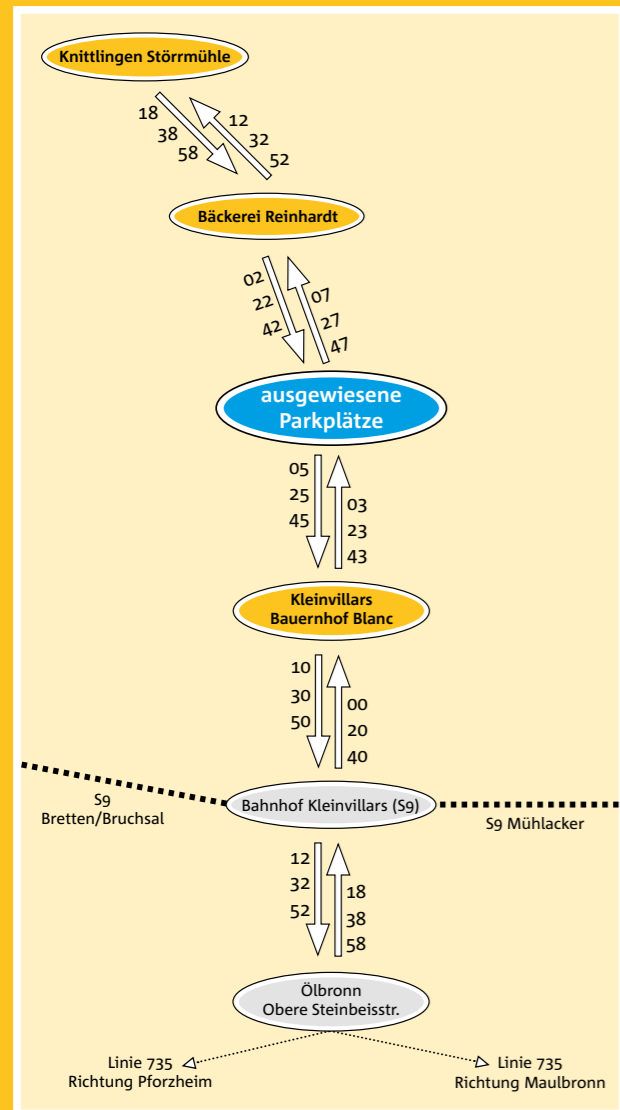 Knittlingen Störrmühle
18
38
58
12
32
52
Bäckerei Reinhardt
02
22
42
07
27
47
ausgewiesene
Parkplätze
05
25
45
03
23
43
Kleinvillars
Bauernhof Blanc
10
30
50
00
20
40
S9
Bretten/Bruchsal
Bahnhof Kleinvillars (S9)
S9 Mühlacker
12
32
52
18
38
58
Ölbronn
Obere Steinbeisstr.
Linie 735
Richtung Pforzheim
Linie 735
Richtung Maulbronn